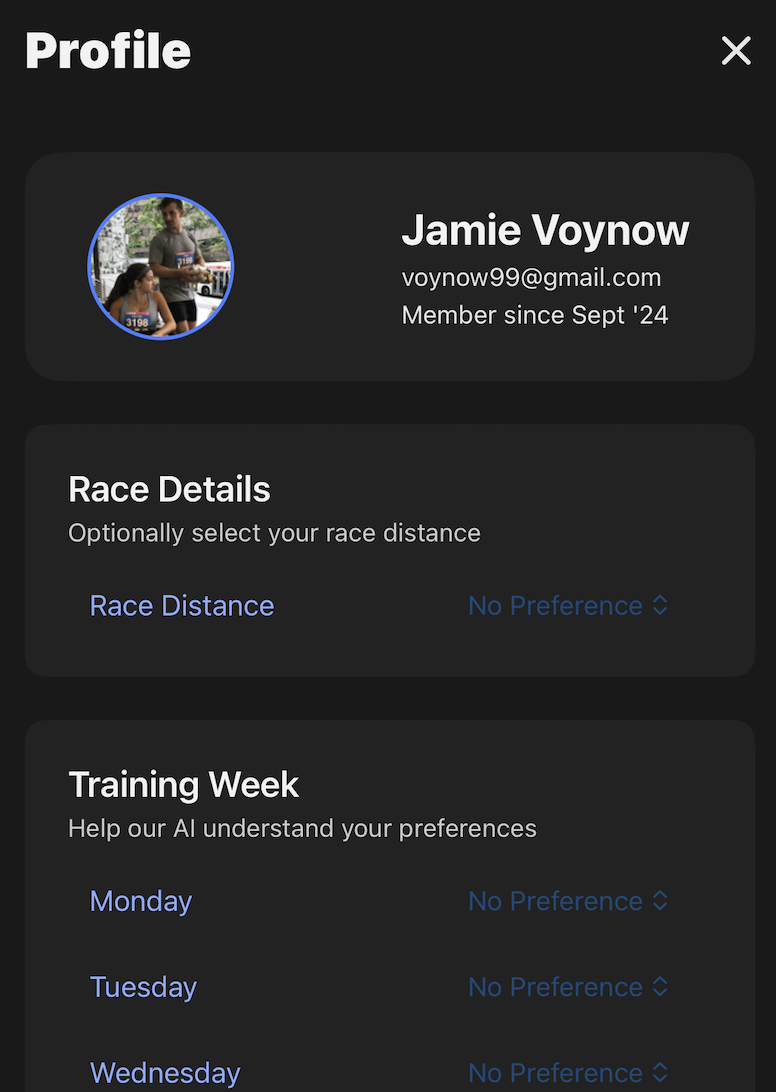 Profile
Jamie Voynow
voynow99@gmail.com
Member since Sept '24
3198
3198
Race Details
Optionally select your race distance
Race Distance No Preference
Training Week
Help our AI understand your preferences
Monday No Preference
Tuesday No Preference
Wednesday No Preference